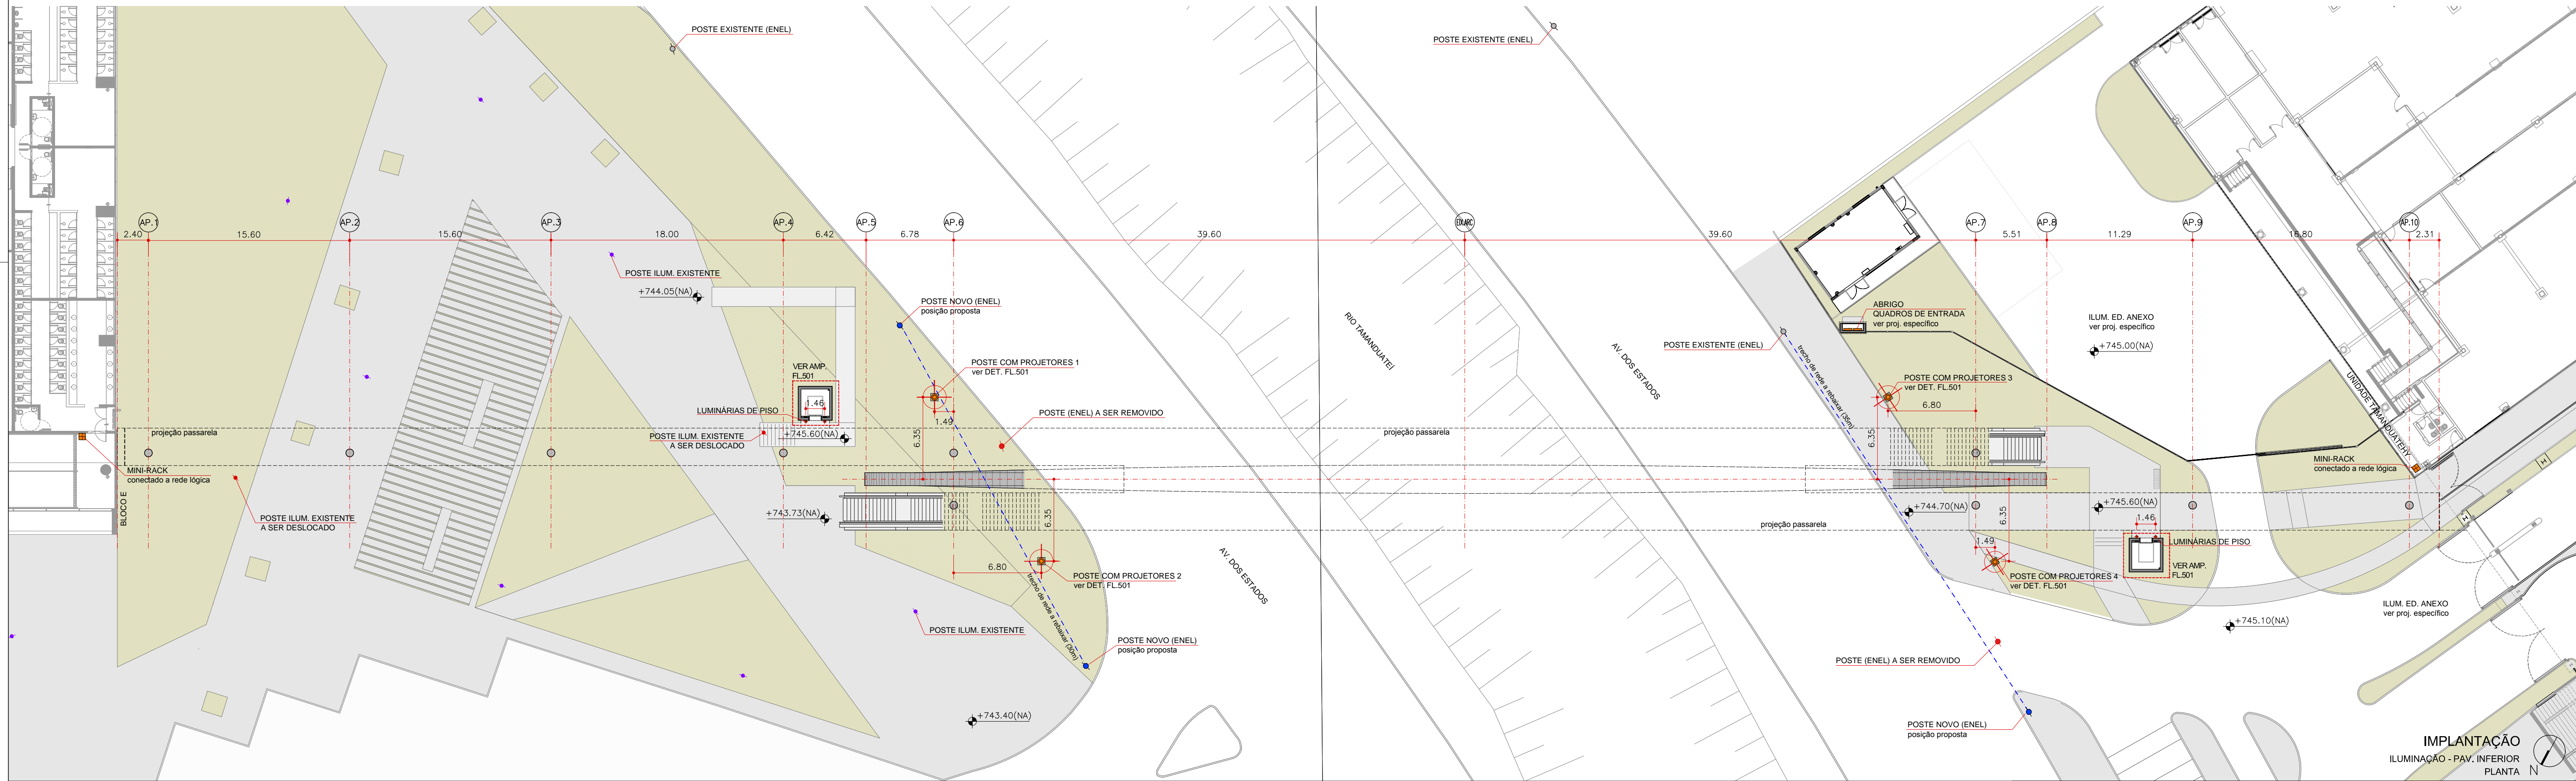 POSTE EXISTENTE (ENEL)
POSTE EXISTENTE (ENEL)
AP.1
AP.2
AP.3
AP.4
AP.5
AP.6
AP.7
AP.8
AP.9
AP.10
2.40
15.60
15.60
18.00
6.42
6.78
39.60
39.60
5.51
11.29
16.80
2.31
POSTE ILUM. EXISTENTE
+744.05(NA)
POSTE NOVO (ENEL)
posição proposta
ABRIGO
QUADROS DE ENTRADA
ver proj. específico
ILUM. ED. ANEXO
ver proj. específico
+745.00(NA)
RIO TAMANDUATEÍ
AV. DOS ESTADOS
POSTE EXISTENTE (ENEL)
trecho de rede a rebaixar (35m)
VER AMP.
FL.501
1.46
POSTE COM PROJETORES 1
ver DET. FL.501
POSTE COM PROJETORES 3
ver DET. FL.501
6.80
UNIDADE TAMANDUATEHY
LUMINÁRIAS DE PISO
1.49
POSTE (ENEL) A SER REMOVIDO
POSTE ILUM. EXISTENTE
A SER DESLOCADO
+745.60(NA)
6.35
6.35
projeção passarela
projeção passarela
MINI-RACK
conectado a rede lógica
MINI-RACK
conectado a rede lógica
BLOCO E
POSTE ILUM. EXISTENTE
A SER DESLOCADO
+743.73(NA)
6.35
+744.70(NA)
6.35
+745.60(NA)
1.46
projeção passarela
H
H
1.49
LUMINÁRIAS DE PISO
VER AMP.
FL.501
6.80
POSTE COM PROJETORES 2
ver DET. FL.501
trecho de rede a rebaixar (30m)
AV. DOS ESTADOS
POSTE COM PROJETORES 4
ver DET. FL.501
ILUM. ED. ANEXO
ver proj. específico
POSTE ILUM. EXISTENTE
+745.10(NA)
POSTE NOVO (ENEL)
posição proposta
POSTE (ENEL) A SER REMOVIDO
+743.40(NA)
POSTE NOVO (ENEL)
posição proposta
IMPLANTAÇÃO
ILUMINAÇÃO - PAV. INFERIOR
PLANTA
N